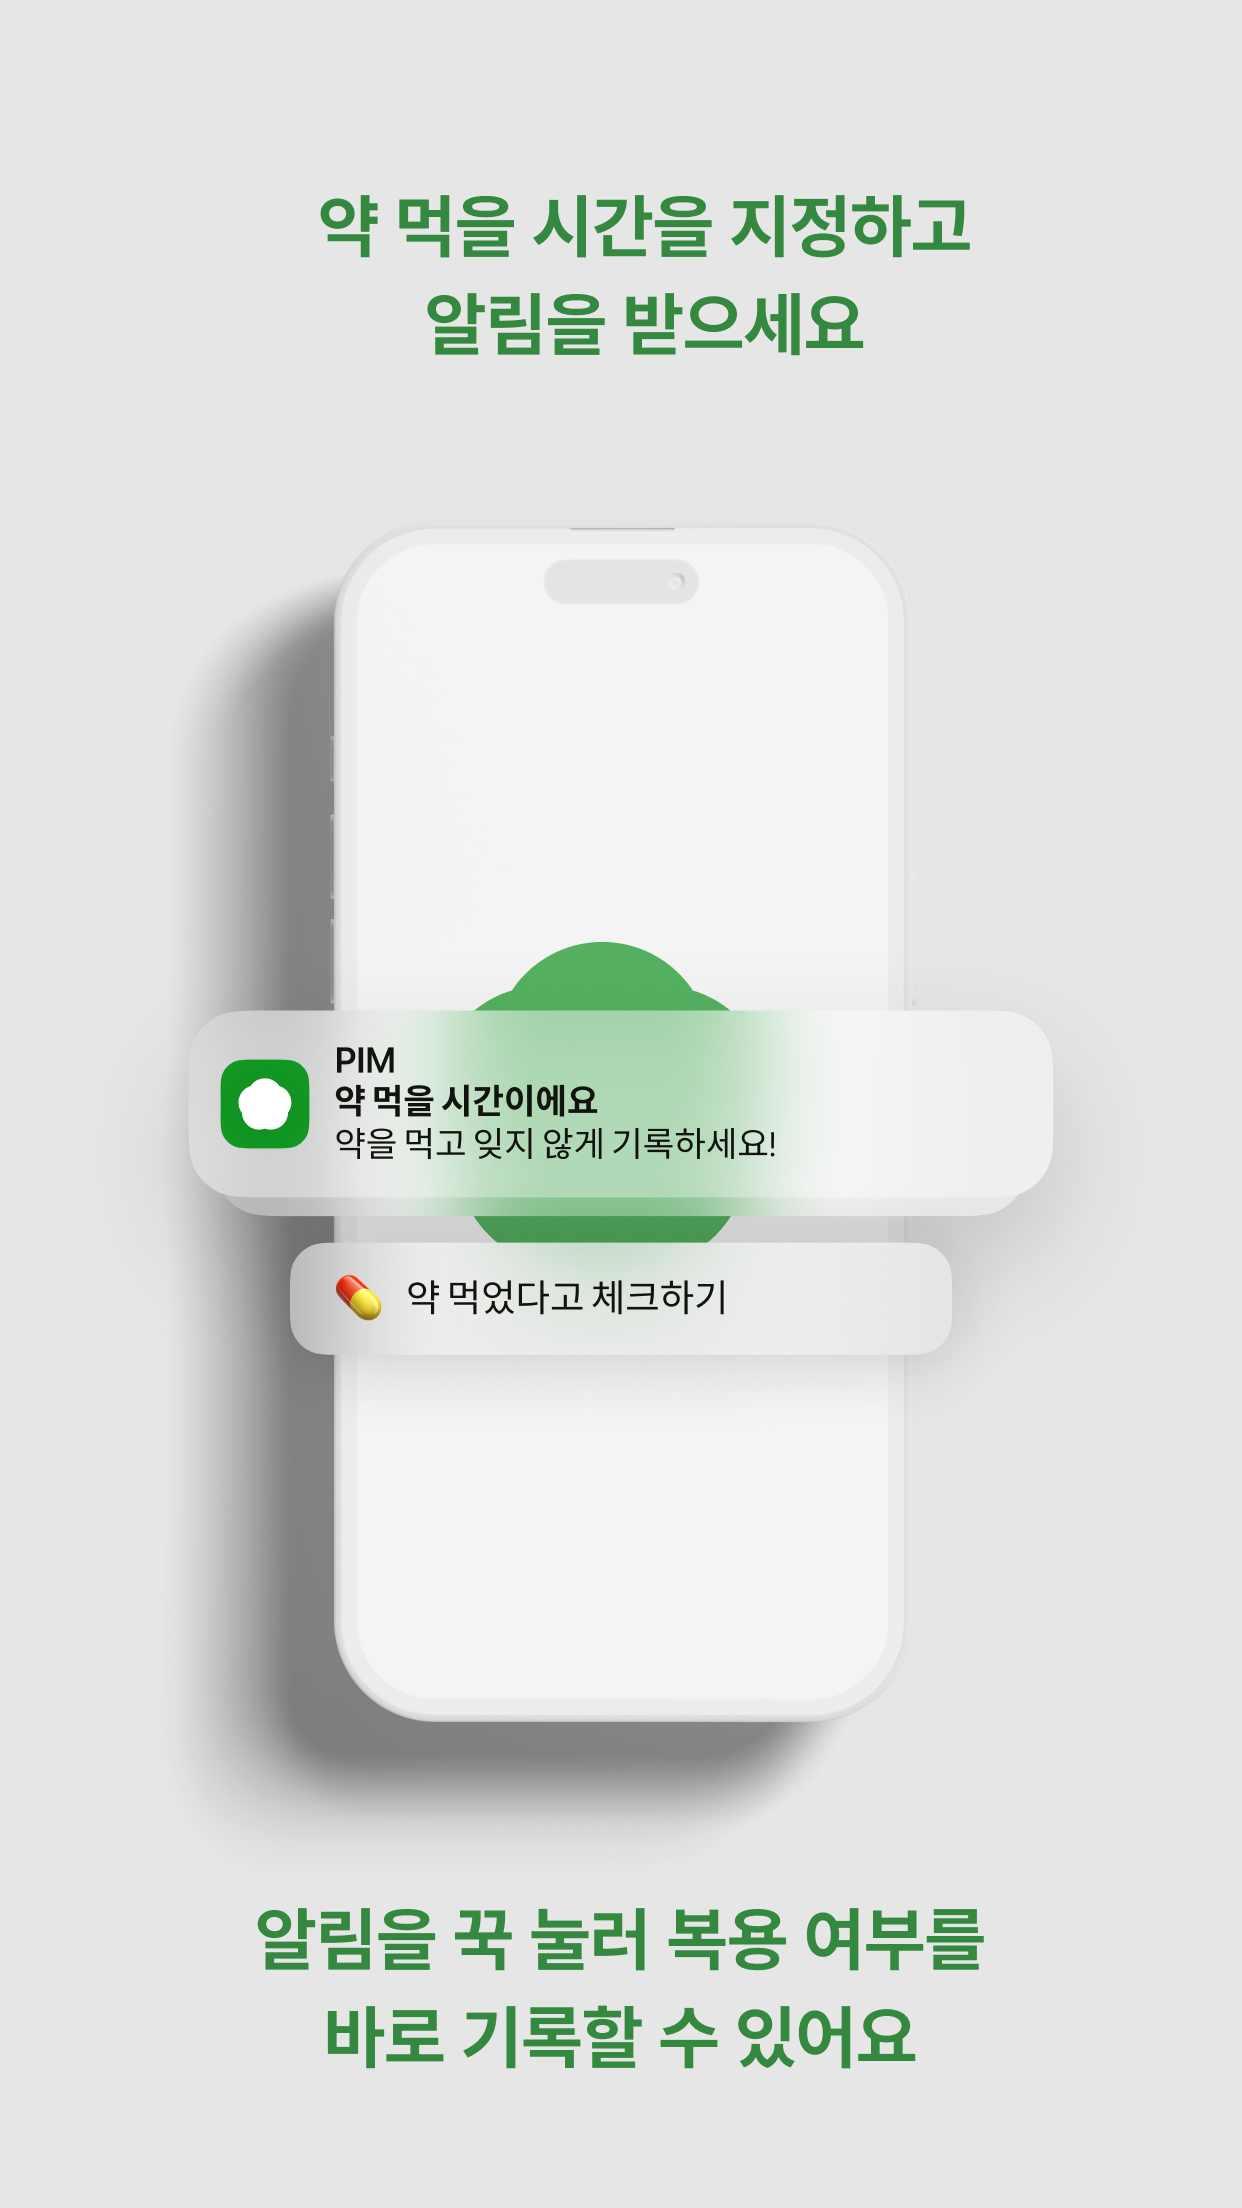 약 먹을 시간을 지정하고
알림을 받으세요
PIM
약 먹을 시간이에요
약을 먹고 잊지 않게 기록하세요!
약 먹었다고 체크하기
알림을 꾹 눌러 복용 여부를
바로 기록할 수 있어요